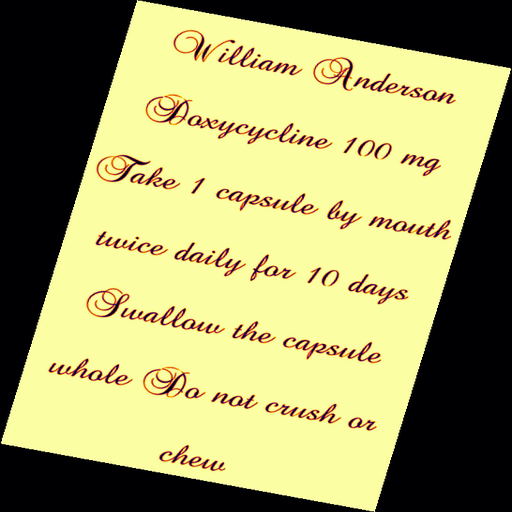 William Anderson
Doxycycline 100 mg
Take 1 capsule by mouth
twice daily for 10 days
Swallow the capsule
whole Do not crush or
chew